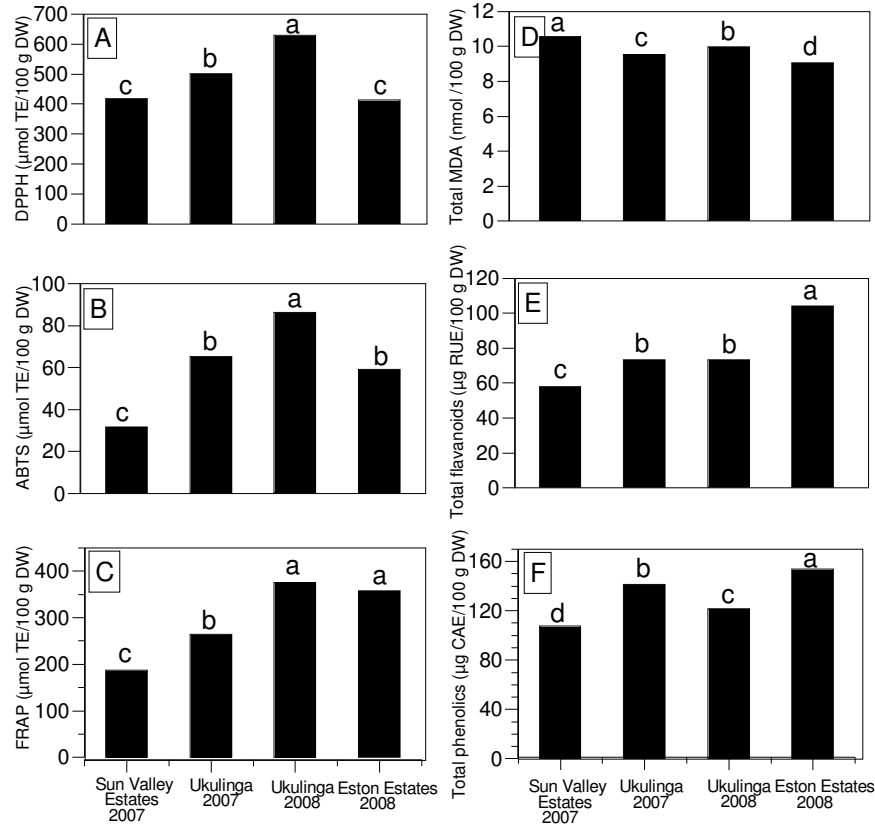 A
DPPH (µmol TE/100 g DW)
700
600
500
400
300
200
100
0
c
b
a
c
D
Total MDA (nmol /100 g DW)
12
10
8
6
4
2
0
a
c
b
d
B
ABTS (µmol TE/100 g DW)
100
80
60
40
20
0
c
b
a
b
E
Total flavanoids (µg RUE/100 g DW)
120
100
80
60
40
20
0
c
b
b
a
C
FRAP (µmol TE/100 g DW)
400
300
200
100
0
c
b
a
a
Sun Valley
Estates
2007
Ukulinga
2007
Ukulinga
2008
Eston Estates
2008
F
Total phenolics (µg CAE/100 g DW)
160
120
80
40
0
d
b
c
a
Sun Valley
Estates
2007
Ukulinga
2007
Ukulinga
2008
Eston Estates
2008